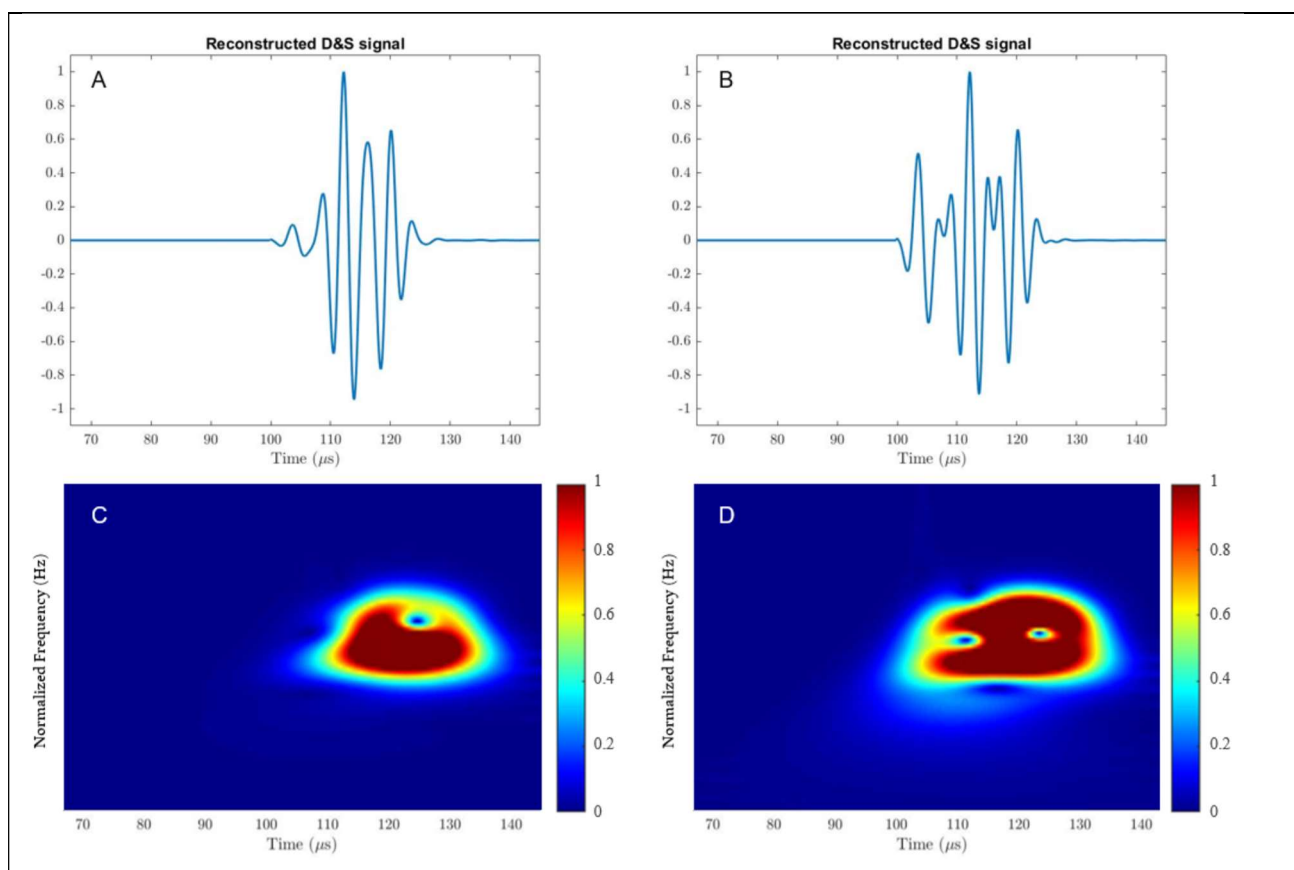 Reconstructed D&S signal
A
1
0.8
0.6
0.4
0.2
0
-0.2
-0.4
-0.6
-0.8
-1
70 80 90 100 110 120 130 140
Time (μs)
Reconstructed D&S signal
B
1
0.8
0.6
0.4
0.2
0
-0.2
-0.4
-0.6
-0.8
-1
70 80 90 100 110 120 130 140
Time (μs)
C
Normalized Frequency (Hz)
1
0.8
0.6
0.4
0.2
0
70 80 90 100 110 120 130 140
Time (μs)
D
Normalized Frequency (Hz)
1
0.8
0.6
0.4
0.2
0
70 80 90 100 110 120 130 140
Time (μs)